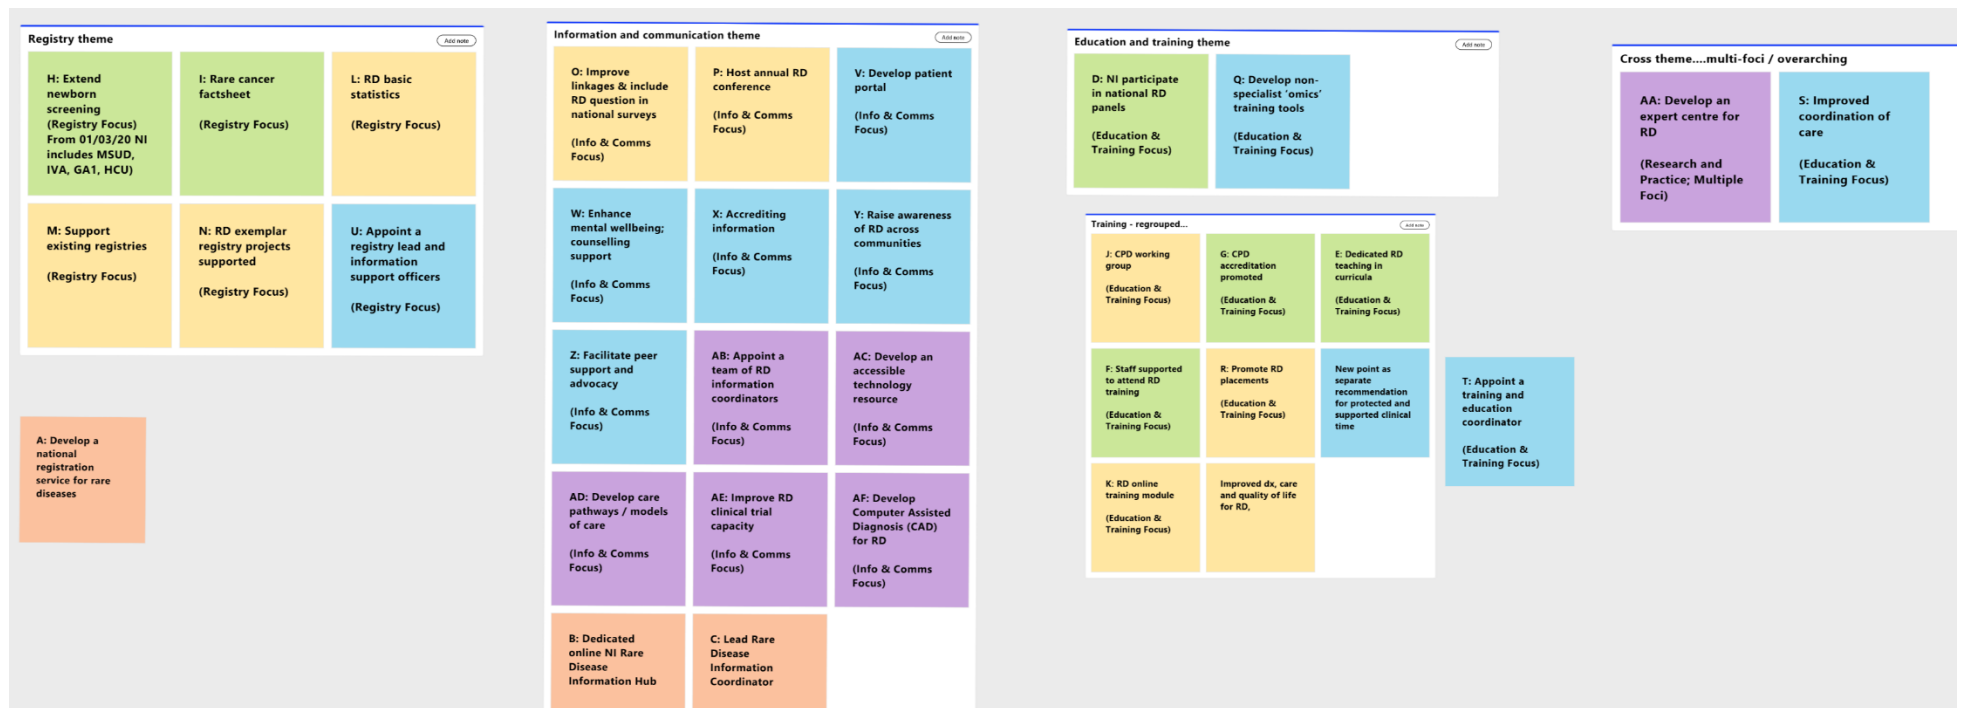 Registry theme
Add note
H: Extend
newborn
screening
(Registry Focus)
From 01/03/20 NI
includes MSUD,
IVA, GA1, HCU)
I: Rare cancer
factsheet
(Registry Focus)
L: RD basic
statistics
(Registry Focus)
M: Support
existing registries
(Registry Focus)
N: RD exemplar
registry projects
supported
(Registry Focus)
U: Appoint a
registry lead and
information
support officers
(Registry Focus)
A: Develop a
national
registration
service for rare
diseases
Information and communication theme
Add note
O: Improve
linkages & include
RD question in
national surveys
(Info & Comms
Focus)
P: Host annual RD
conference
(Info & Comms
Focus)
V: Develop patient
portal
(Info & Comms
Focus)
W: Enhance
mental wellbeing;
counselling
support
(Info & Comms
Focus)
X: Accrediting
information
(Info & Comms
Focus)
Y: Raise awareness
of RD across
communities
(Info & Comms
Focus)
Z: Facilitate peer
support and
advocacy
(Info & Comms
Focus)
AB: Appoint a
team of RD
information
coordinators
(Info & Comms
Focus)
AC: Develop an
accessible
technology
resource
(Info & Comms
Focus)
AD: Develop care
pathways / models
of care
(Info & Comms
Focus)
AE: Improve RD
clinical trial
capacity
(Info & Comms
Focus)
AF: Develop
Computer Assisted
Diagnosis (CAD)
for RD
(Info & Comms
Focus)
B: Dedicated
online NI Rare
Disease
Information Hub
C: Lead Rare
Disease
Information
Coordinator
Education and training theme
Add note
D: NI participate
in national RD
panels
(Education &
Training Focus)
Q: Develop non-
specialist ‘omics’
training tools
(Education &
Training Focus)
Training - regrouped...
Add note
J: CPD working
group
(Education &
Training Focus)
G: CPD
accreditation
promoted
(Education &
Training Focus)
E: Dedicated RD
teaching in
curricula
(Education &
Training Focus)
F: Staff supported
to attend RD
training
(Education &
Training Focus)
R: Promote RD
placements
(Education &
Training Focus)
New point as
separate
recommendation
for protected and
supported clinical
time
K: RD online
training module
(Education &
Training Focus)
Improved dx, care
and quality of life
for RD,
T: Appoint a
training and
education
coordinator
(Education &
Training Focus)
Cross theme....multi-foci / overarching
AA: Develop an
expert centre for
RD
(Research and
Practice; Multiple
Foci)
S: Improved
coordination of
care
(Education &
Training Focus)